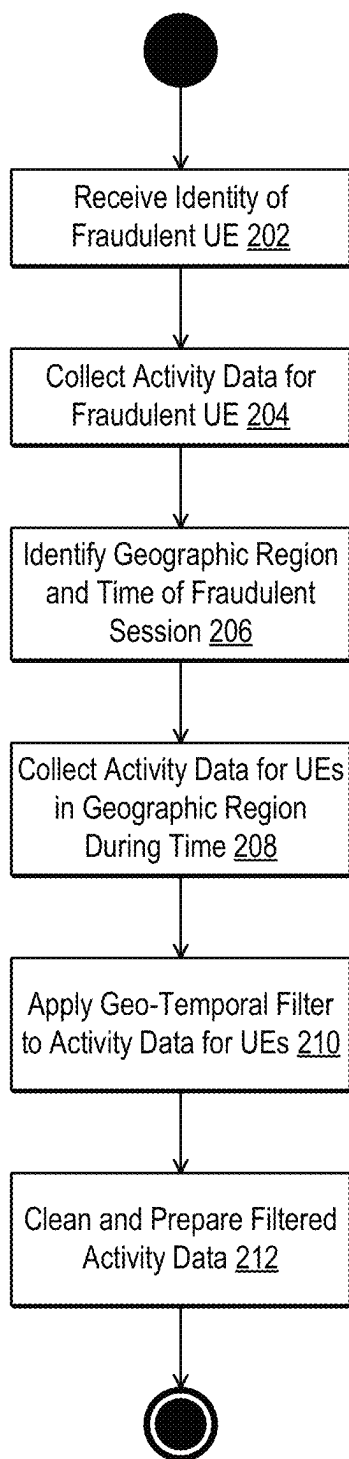 Receive Identity of
Fraudulent UE 202
Collect Activity Data for
Fraudulent UE 204
Identify Geographic Region
and Time of Fraudulent
Session 206
Collect Activity Data for UEs
in Geographic Region
During Time 208
Apply Geo-Temporal Filter
to Activity Data for UEs 210
Clean and Prepare Filtered
Activity Data 212